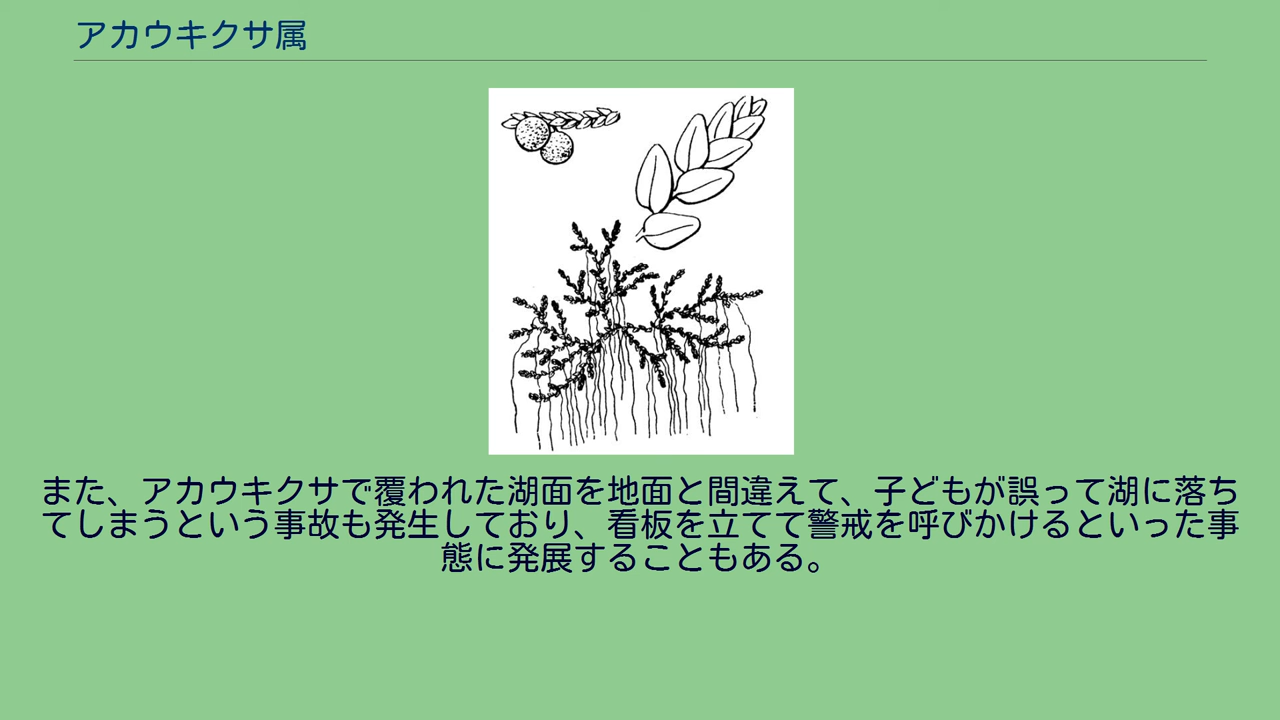 アカウキクサ属
また、アカウキクサで覆われた湖面を地面と間違えて、子どもが誤って湖に落ち
てしまうという事故も発生しており、看板を立てて警戒を呼びかけるといった事
態に発展することもある。